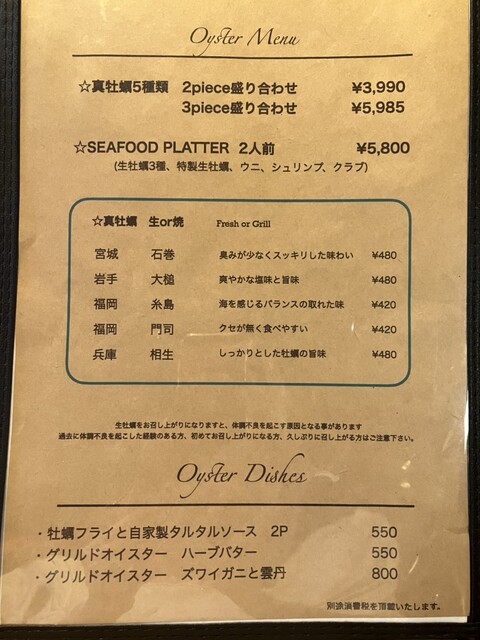 Oyster Menu
☆真牡蠣5種類 2piece盛り合わせ ¥3,990
3piece盛り合わせ ¥5,985
☆SEAFOOD PLATTER 2人前 ¥5,800
(生牡蠣3種、特製生牡蠣、ウニ、シュリンプ、クラブ)
☆真牡蠣 生or焼 Fresh or Grill
宮城 石巻 臭みが少なくスッキリした味わい ¥480
岩手 大槌 爽やかな塩味と旨味 ¥480
福岡 糸島 海を感じるバランスの取れた味 ¥420
福岡 門司 クセが無く食べやすい ¥420
兵庫 相生 しっかりとした牡蠣の旨味 ¥480
生牡蠣をお召し上がりになりますと、体調不良を起こす原因となる事があります
過去に体調不良を起こした経験のある方、初めてお召し上がりになる方、久しぶりに召し上がる方はご注意下さい。
Oyster Dishes
・牡蠣フライと自家製タルタルソース 2P 550
・グリルドオイスター ハーブバター 550
・グリルドオイスター ズワイガニと雲丹 800
別途消費税を頂戴いたします。